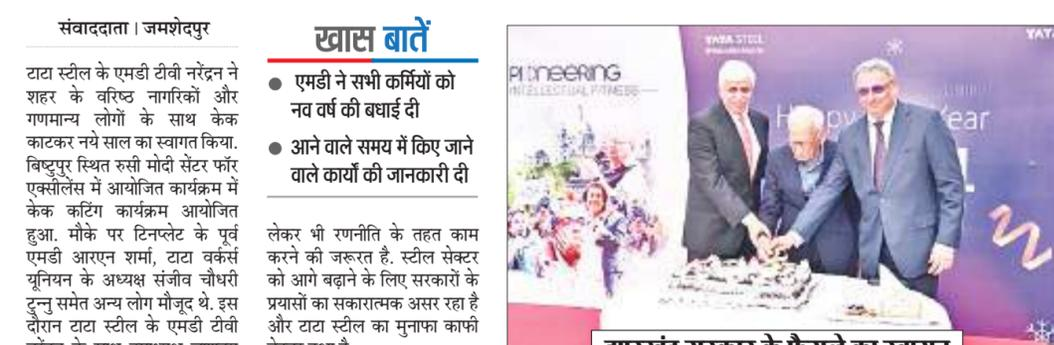 संवाददाता | जमशेदपुर
टाटा स्टील के एमडी टीवी नरेंद्रन ने
शहर के वरिष्ठ नागरिकों और
गणमान्य लोगों के साथ केक
काटकर नये साल का स्वागत किया.
बिष्टुपुर स्थित रुसी मोदी सेंटर फॉर
एक्सीलेंस में आयोजित कार्यक्रम में
केक कटिंग कार्यक्रम आयोजित
हुआ. मौके पर टिनप्लेट के पूर्व
एमडी आरएन शर्मा, टाटा वर्कर्स
यूनियन के अध्यक्ष संजीव चौधरी
टुन्नु समेत अन्य लोग मौजूद थे. इस
दौरान टाटा स्टील के एमडी टीवी
खास बातें
● एमडी ने सभी कर्मियों को
नव वर्ष की बधाई दी
● आने वाले समय में किए जाने
वाले कार्यों की जानकारी दी
लेकर भी रणनीति के तहत काम
करने की जरूरत है. स्टील सेक्टर
को आगे बढ़ाने के लिए सरकारों के
प्रयासों का सकारात्मक असर रहा है
और टाटा स्टील का मुनाफा काफी
PIONEERING
INTELLECTUAL FITNESS
TATA STEEL
TATA
Happy Year